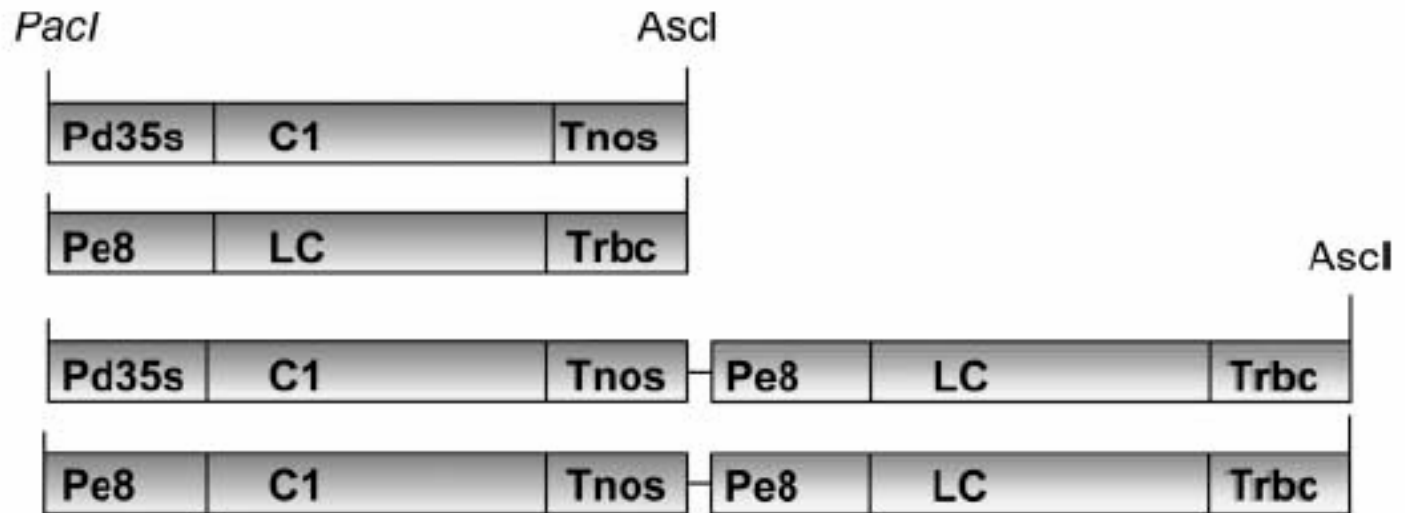 PacI AscI
Pd35s C1 Tnos
Pe8 LC Trbc
AscI
Pd35s C1 Tnos Pe8 LC Trbc
Pe8 C1 Tnos Pe8 LC Trbc